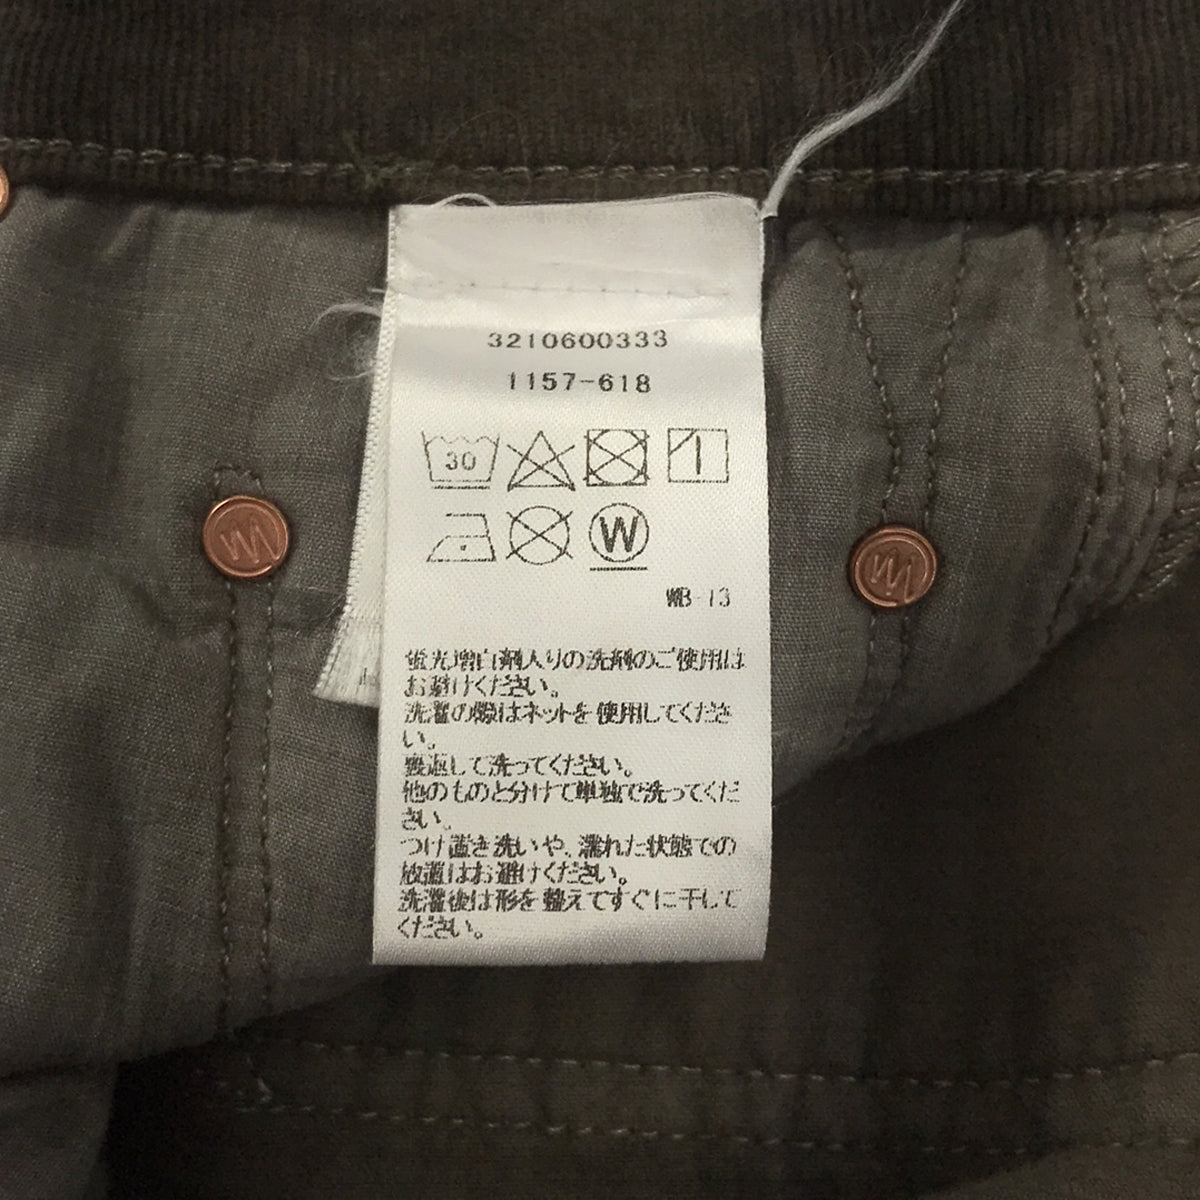 3210600333
1157-618
30
W
WB-13
蛍光増白剤入りの洗剤のご使用は
お避けください。
洗濯の際はネットを使用してくださ
い。
裏返して洗ってください。
他のものと分けて単独で洗ってくだ
さい。
つけ置き洗いや、濡れた状態での
放置はお避けください。
洗濯後は形を整えてすぐに干して
ください。